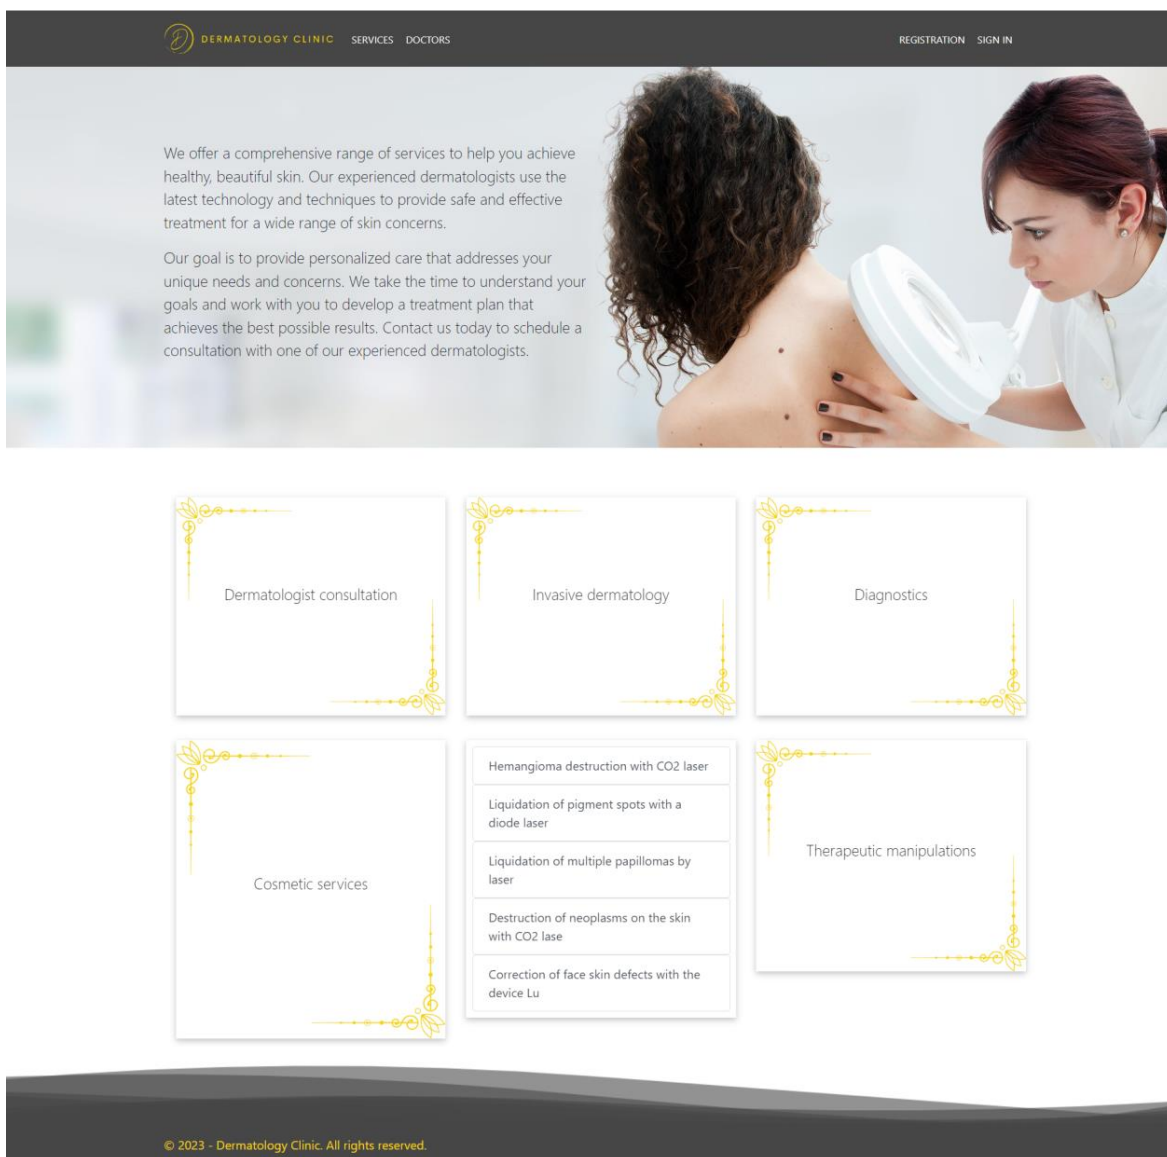 DERMATOLOGY CLINIC SERVICES DOCTORS REGISTRATION SIGN IN
We offer a comprehensive range of services to help you achieve
healthy, beautiful skin. Our experienced dermatologists use the
latest technology and techniques to provide safe and effective
treatment for a wide range of skin concerns.
Our goal is to provide personalized care that addresses your
unique needs and concerns. We take the time to understand your
goals and work with you to develop a treatment plan that
achieves the best possible results. Contact us today to schedule a
consultation with one of our experienced dermatologists.
Dermatologist consultation
Invasive dermatology
Diagnostics
Cosmetic services
Hemangioma destruction with CO2 laser
Liquidation of pigment spots with a
diode laser
Liquidation of multiple papillomas by
laser
Destruction of neoplasms on the skin
with CO2 lase
Correction of face skin defects with the
device Lu
Therapeutic manipulations
© 2023 - Dermatology Clinic. All rights reserved.